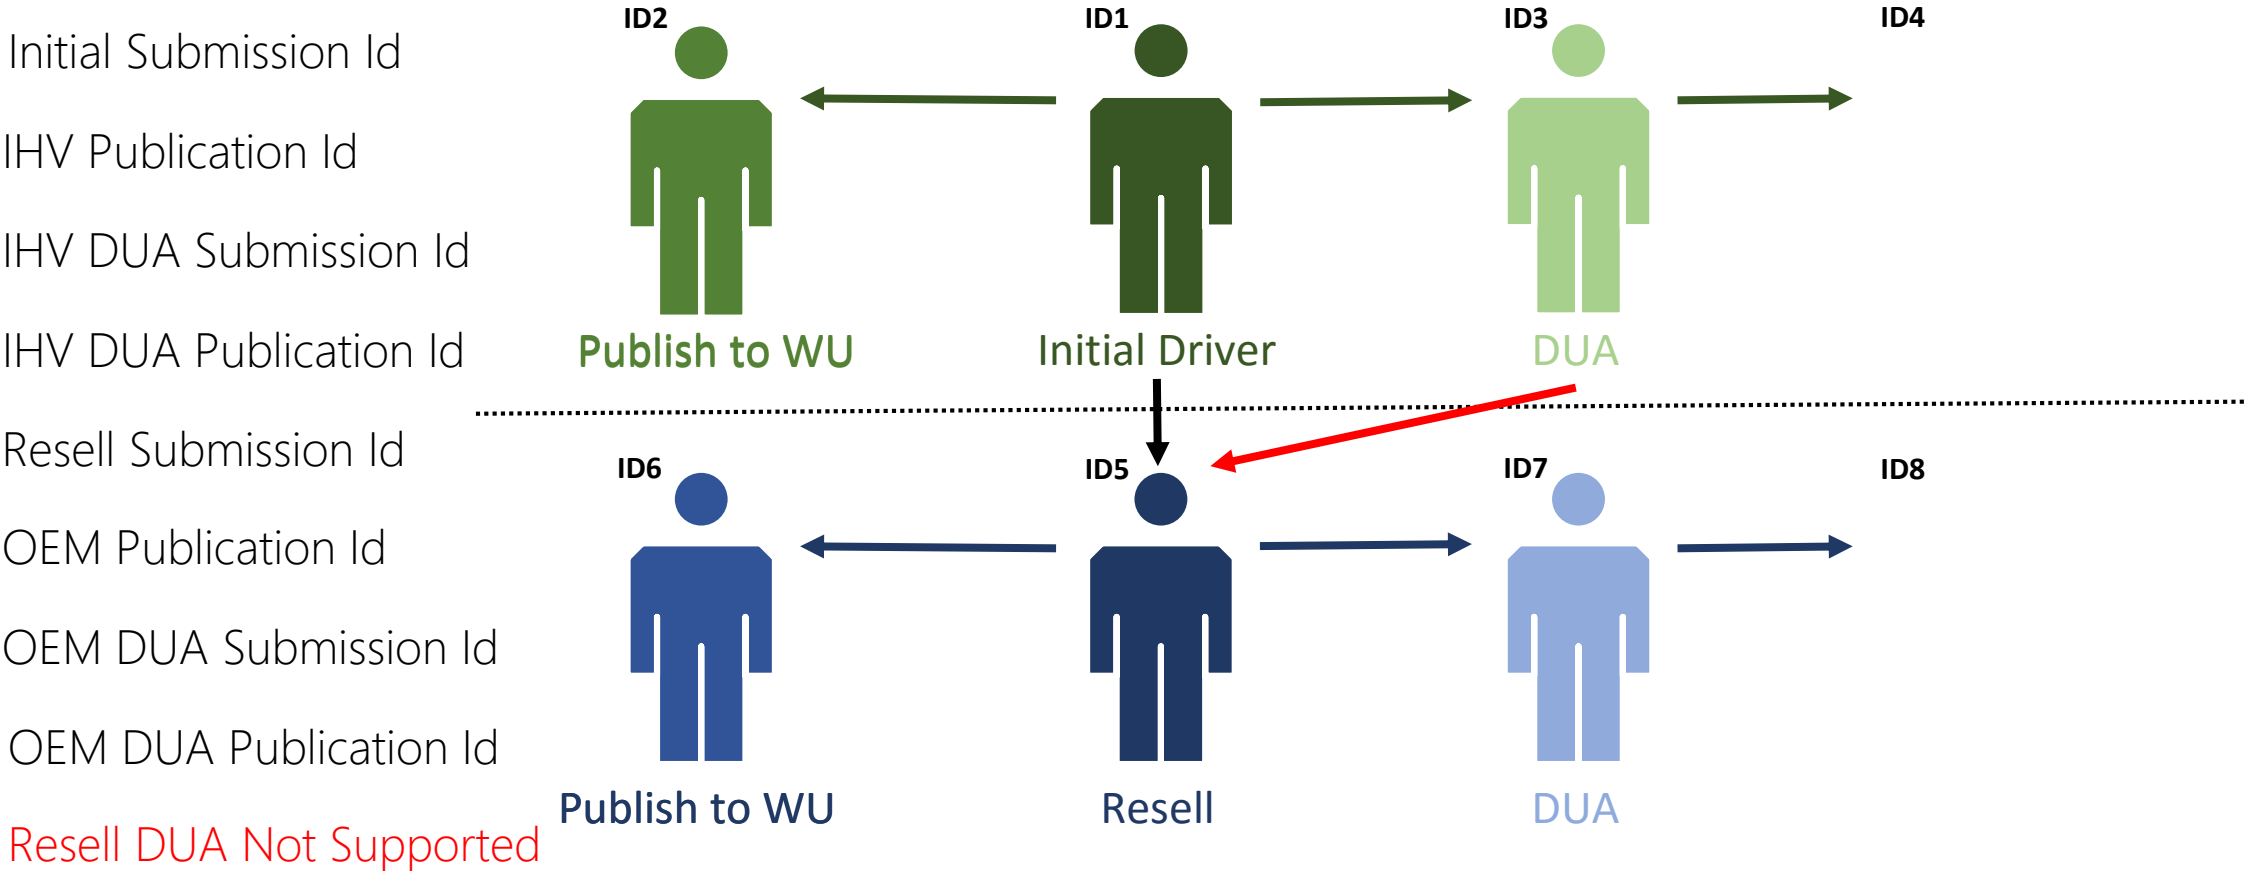 Initial Submission Id
IHV Publication Id
IHV DUA Submission Id
IHV DUA Publication Id
Resell Submission Id
OEM Publication Id
OEM DUA Submission Id
OEM DUA Publication Id
Resell DUA Not Supported
ID2
ID1
ID3
ID4
Publish to WU
Initial Driver
DUA
ID6
ID5
ID7
ID8
Publish to WU
Resell
DUA